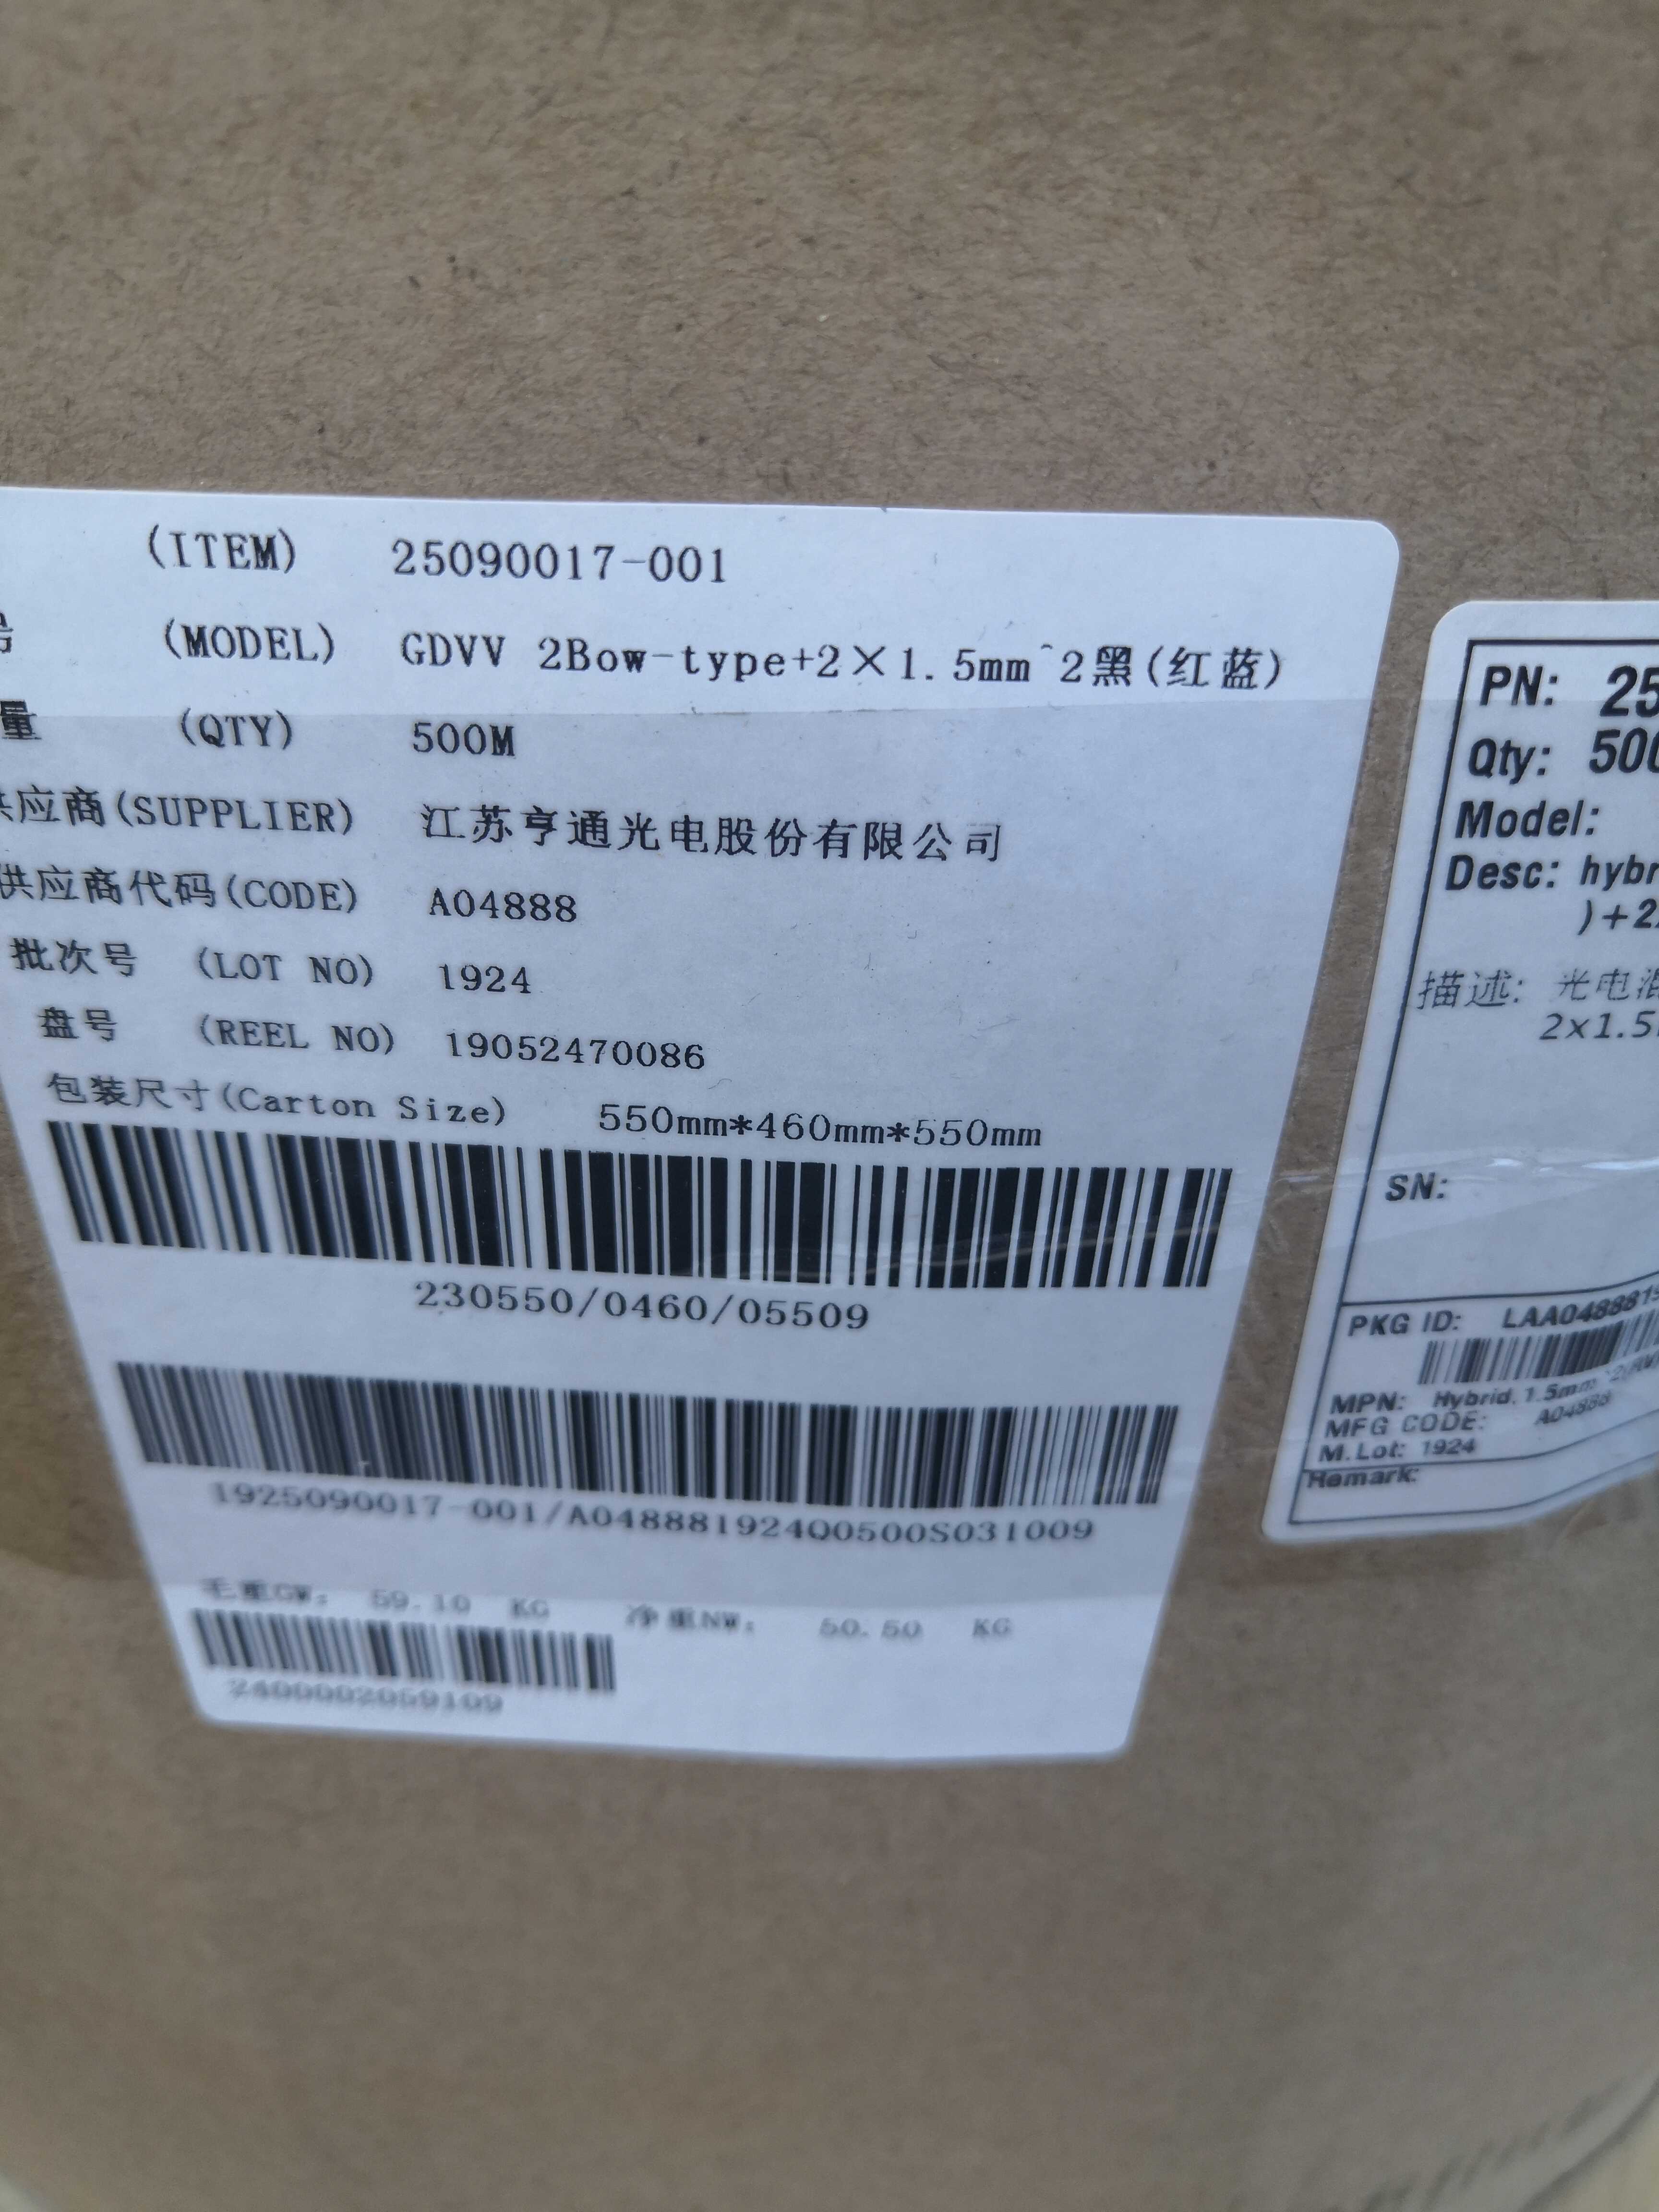 (ITEM) 25090017-001
号 (MODEL) GDVV 2Bow-type+2×1.5mm^2黑(红蓝)
量 (QTY) 500M
供应商(SUPPLIER) 江苏亨通光电股份有限公司
供应商代码(CODE) A04888
批次号 (LOT NO) 1924
盘号 (REEL NO) 19052470086
包装尺寸(Carton Size) 550mm*460mm*550mm
230550/0460/05509
1925090017-001/A048881924Q0500S031009
毛重GW: 59.10 KG 净重NW: 50.50 KG
2400002059109
PN: 25
Qty: 500
Model:
Desc: hybr
)+2
描述: 光电混
2x1.5
SN:
PKG ID: LAA0488819
MPN: Hybrid, 1.5mm^2
MFG CODE: A04888
M.Lot: 1924
Remark: